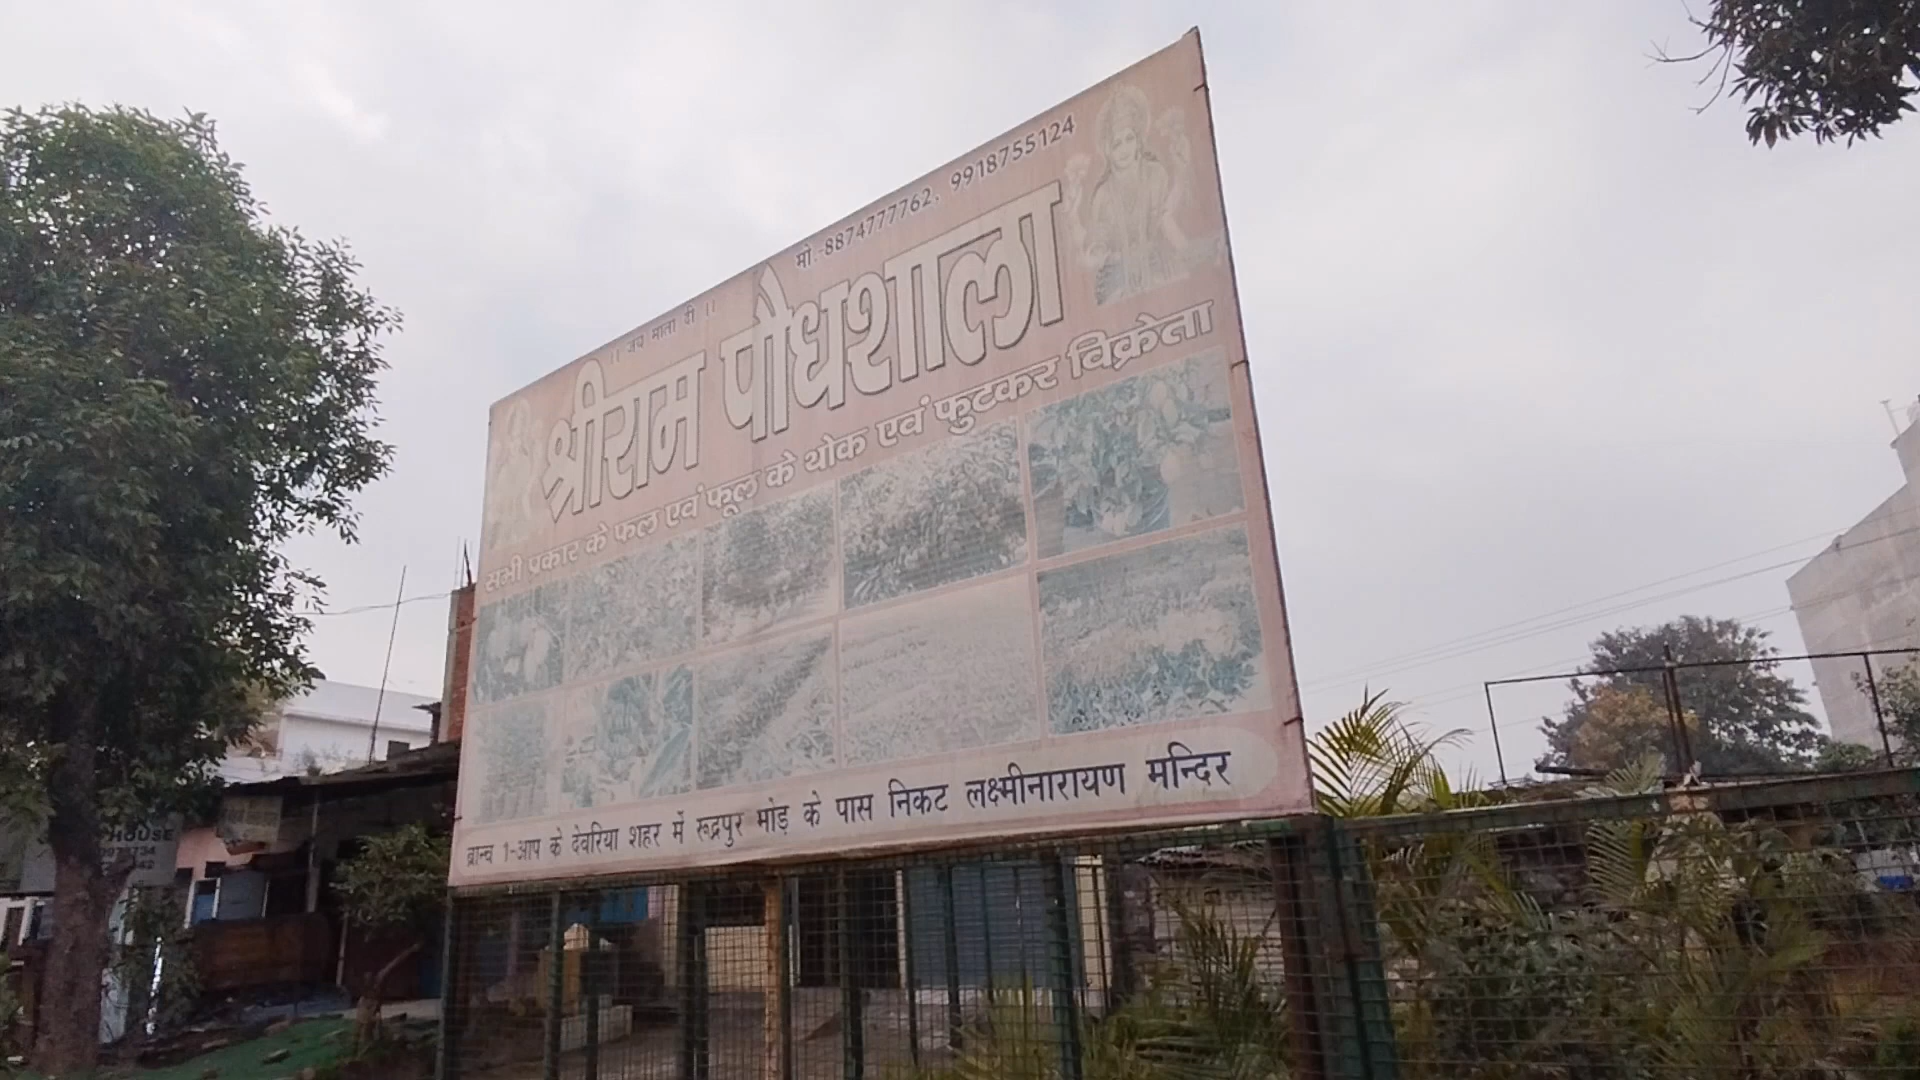 ।। जय माता दी ।।
मो.-8874777762, 9918755124
श्रीराम पौधशाला
सभी प्रकार के फल एवं फूल के थोक एवं फुटकर विक्रेता
ब्रान्च 1-आप के देवरिया शहर में रूद्रपुर मोड़ के पास निकट लक्ष्मीनारायण मन्दिर
HOUSE